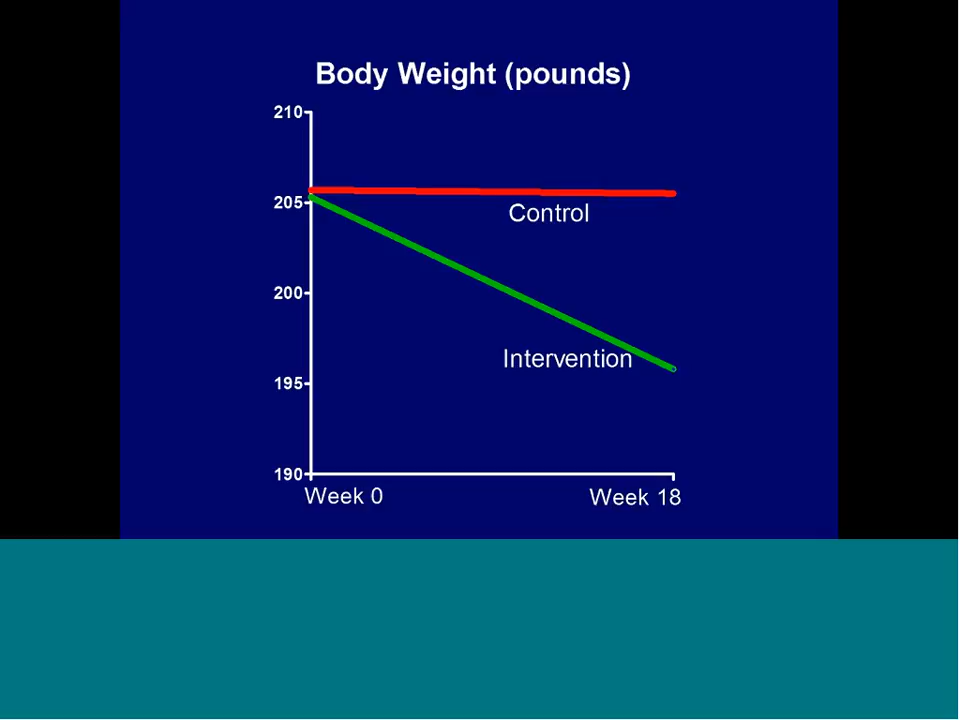 Body Weight (pounds)
210
205
Control
200
195
Intervention
190
Week 0
Week 18